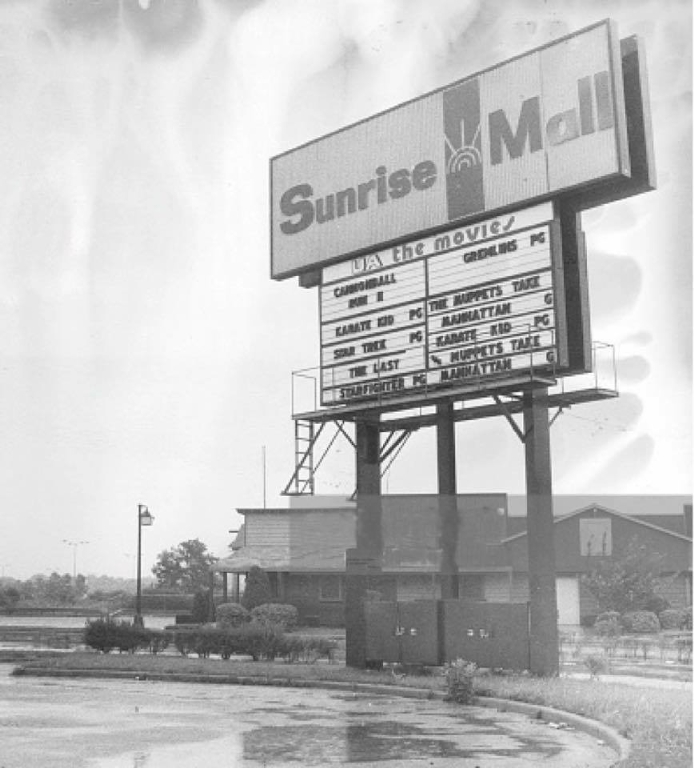 Sunrise Mall
UA the movies
CANNONBALL
RUN II
KARATE KID PG
STAR TREK PG
THE LAST
STARFIGHTER PG
GREMLINS PG
THE MUPPETS TAKE
MANHATTAN G
KARATE KID PG
MUPPETS TAKE
MANHATTAN G